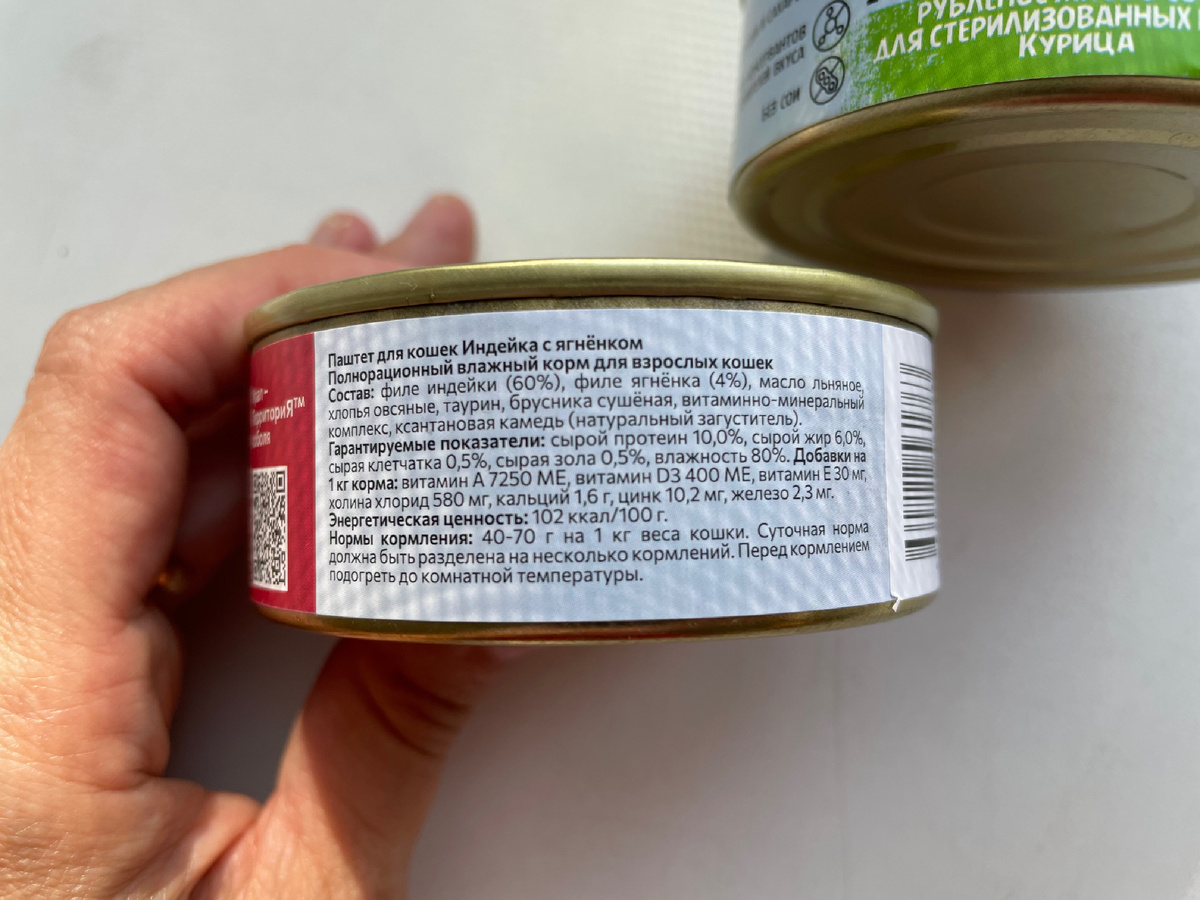 РУБЛЕНОЕ
ДЛЯ СТЕРИЛИЗОВАННЫХ
КУРИЦА
ВКУСА
БЕЗ СОИ
Паштет для кошек Индейка с ягнёнком
Полнорационный влажный корм для взрослых кошек
Состав: филе индейки (60%), филе ягнёнка (4%), масло льняное,
хлопья овсяные, таурин, брусника сушёная, витаминно-минеральный
комплекс, ксантановая камедь (натуральный загуститель).
Гарантируемые показатели: сырой протеин 10,0%, сырой жир 6,0%,
сырая клетчатка 0,5%, сырая зола 0,5%, влажность 80%. Добавки на
1 кг корма: витамин А 7250 МЕ, витамин D3 400 МЕ, витамин Е 30 мг,
холина хлорид 580 мг, кальций 1,6 г, цинк 10,2 мг, железо 2,3 мг.
Энергетическая ценность: 102 ккал/100 г.
Нормы кормления: 40-70 г на 1 кг веса кошки. Суточная норма
должна быть разделена на несколько кормлений. Перед кормлением
подогреть до комнатной температуры.